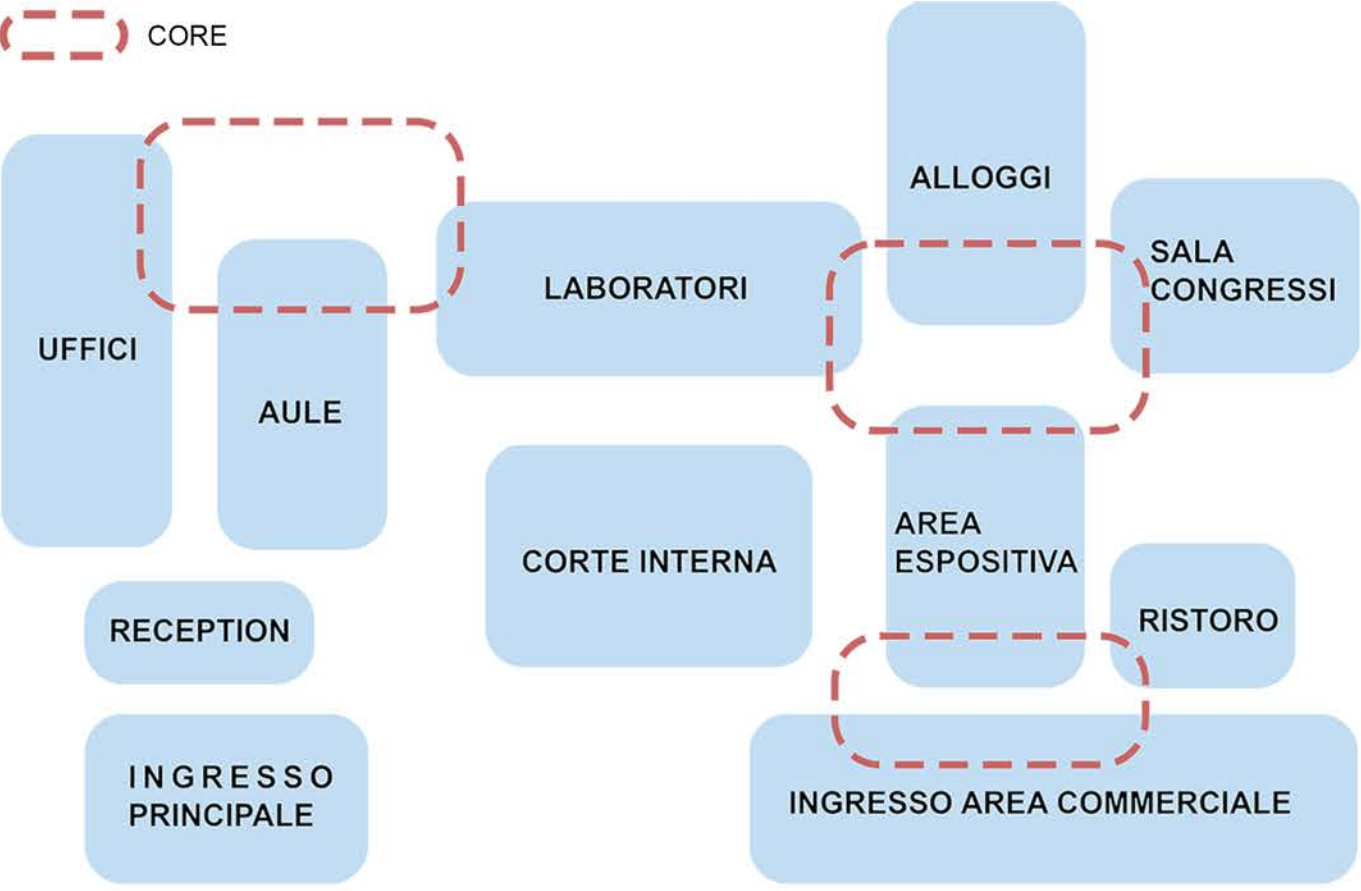 CORE
ALLOGGI
SALA
CONGRESSI
LABORATORI
UFFICI
AULE
AREA
ESPOSITIVA
CORTE INTERNA
RISTORO
RECEPTION
INGRESSO
PRINCIPALE
INGRESSO AREA COMMERCIALE